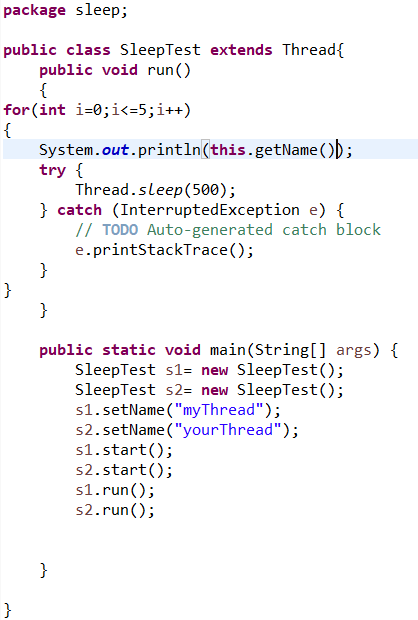 package sleep;
public class SleepTest extends Thread{
public void run()
{
for(int i=0;i<=5;i++)
{
System.out.println(this.getName());
try {
Thread.sleep(500);
} catch (InterruptedException e) {
// TODO Auto-generated catch block
e.printStackTrace();
}
}
}
public static void main(String[] args) {
SleepTest s1= new SleepTest();
SleepTest s2= new SleepTest();
s1.setName("myThread");
s2.setName("yourThread");
s1.start();
s2.start();
s1.run();
s2.run();
}
}